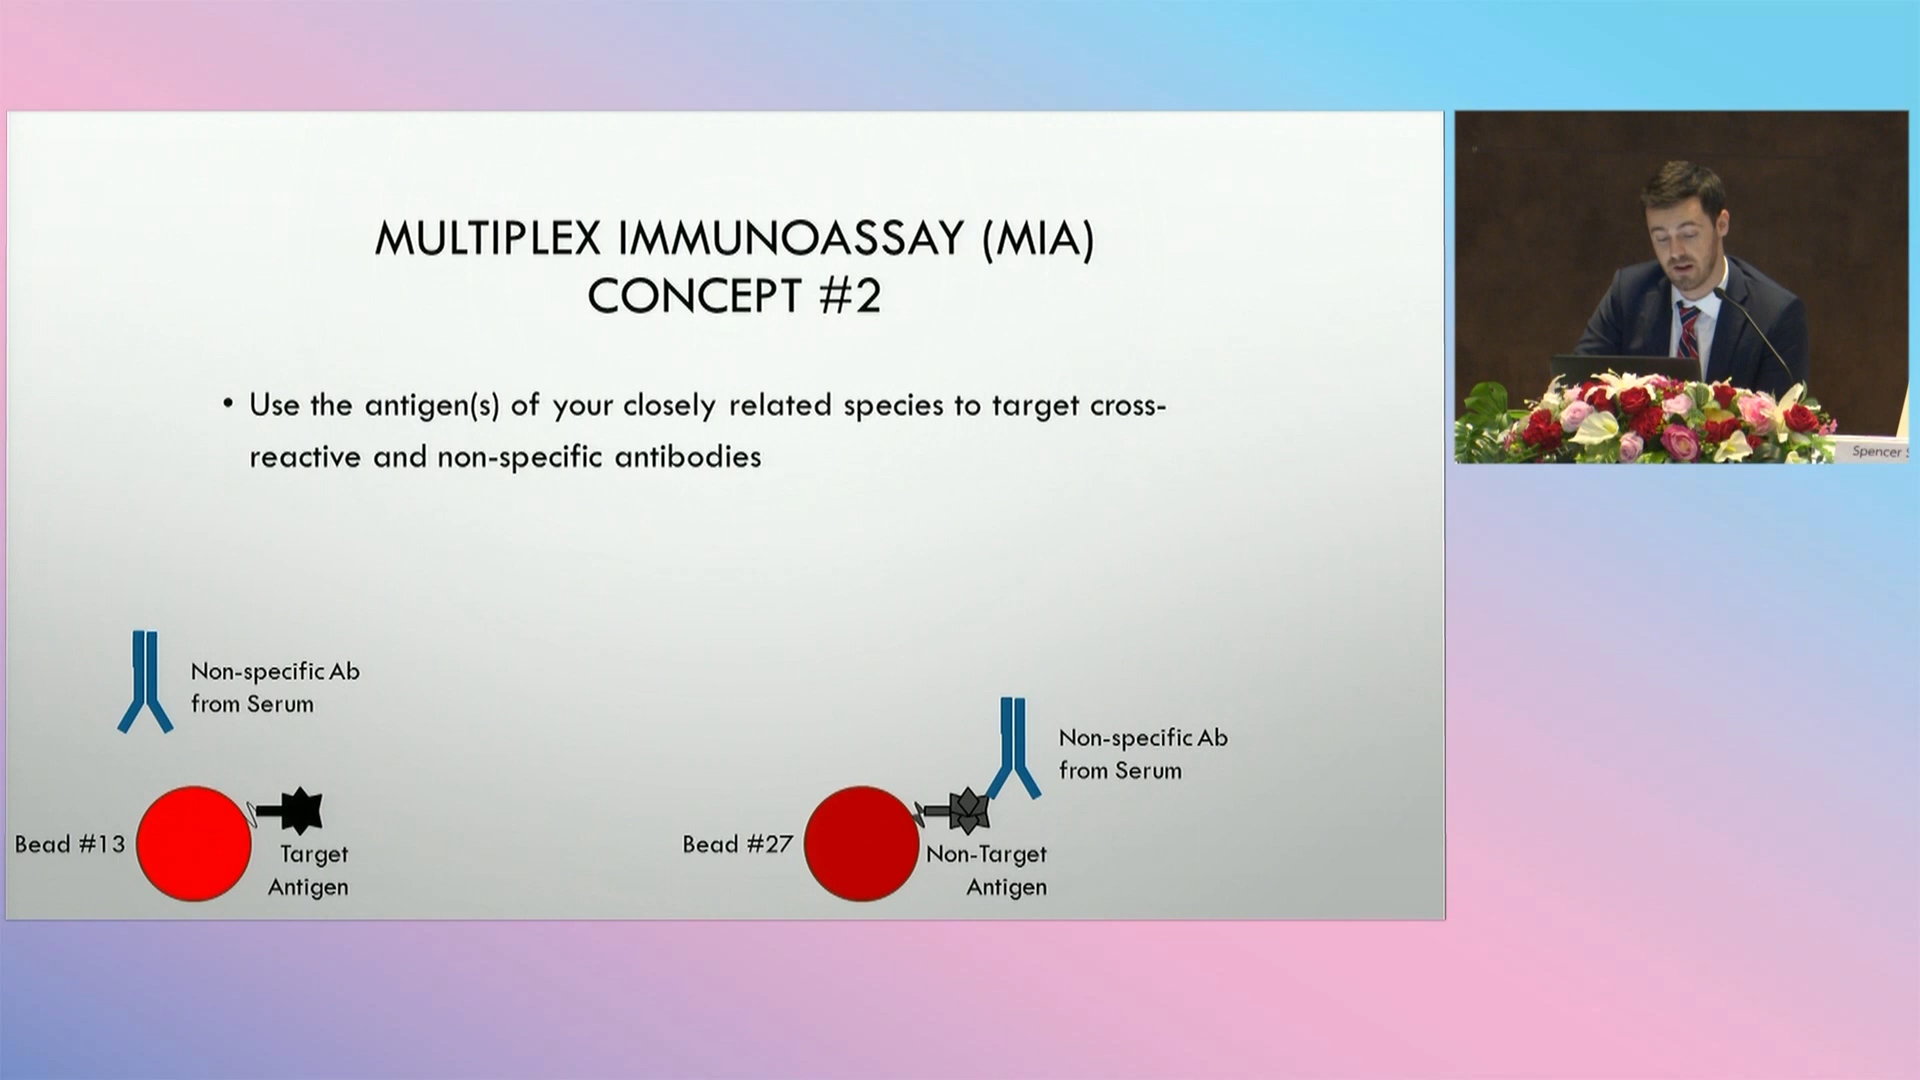 MULTIPLEX IMMUNOASSAY (MIA)
CONCEPT #2
• Use the antigen(s) of your closely related species to target cross-
reactive and non-specific antibodies
Non-specific Ab
from Serum
Bead #13
Target
Antigen
Non-specific Ab
from Serum
Bead #27
Non-Target
Antigen
Spencer